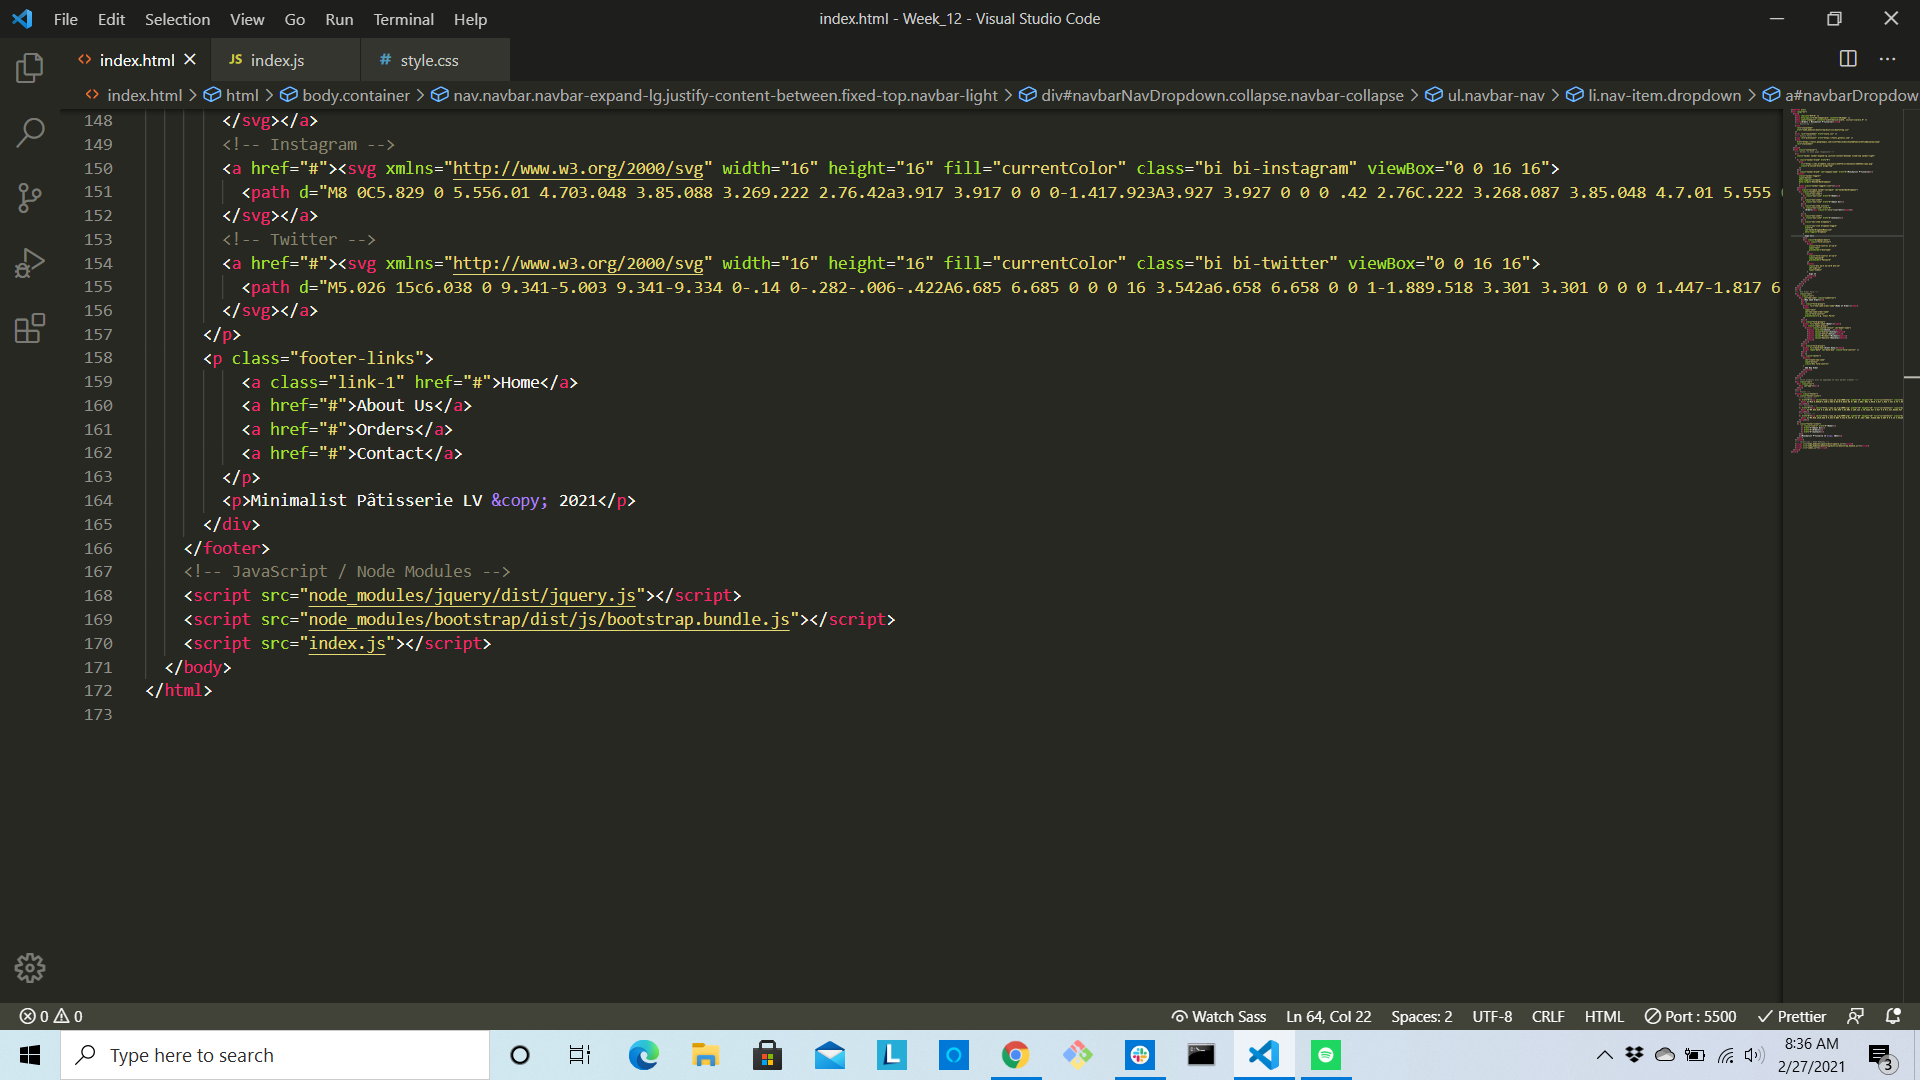 File Edit Selection View Go Run Terminal Help
index.html - Week_12 - Visual Studio Code
index.html JS index.js # style.css
index.html > html > body.container > nav.navbar.navbar-expand-lg.justify-content-between.fixed-top.navbar-light > div#navbarNavDropdown.collapse.navbar-collapse > ul.navbar-nav > li.nav-item.dropdown > a#navbarDropdow
148 </svg></a>
149 <!-- Instagram -->
150 <a href="#"><svg xmlns="http://www.w3.org/2000/svg" width="16" height="16" fill="currentColor" class="bi bi-instagram" viewBox="0 0 16 16">
151 <path d="M8 0C5.829 0 5.556.01 4.703.048 3.85.088 3.269.222 2.76.42a3.917 3.917 0 0 0-1.417.923A3.927 3.927 0 0 0 .42 2.76C.222 3.268.087 3.85.048 4.7.01 5.555
152 </svg></a>
153 <!-- Twitter -->
154 <a href="#"><svg xmlns="http://www.w3.org/2000/svg" width="16" height="16" fill="currentColor" class="bi bi-twitter" viewBox="0 0 16 16">
155 <path d="M5.026 15c6.038 0 9.341-5.003 9.341-9.334 0-.14 0-.282-.006-.422A6.685 6.685 0 0 0 16 3.542a6.658 6.658 0 0 1-1.889.518 3.301 3.301 0 0 0 1.447-1.817 6
156 </svg></a>
157 </p>
158 <p class="footer-links">
159 <a class="link-1" href="#">Home</a>
160 <a href="#">About Us</a>
161 <a href="#">Orders</a>
162 <a href="#">Contact</a>
163 </p>
164 <p>Minimalist Pâtisserie LV &copy; 2021</p>
165 </div>
166 </footer>
167 <!-- JavaScript / Node Modules -->
168 <script src="node_modules/jquery/dist/jquery.js"></script>
169 <script src="node_modules/bootstrap/dist/js/bootstrap.bundle.js"></script>
170 <script src="index.js"></script>
171 </body>
172 </html>
173
0 0 Watch Sass Ln 64, Col 22 Spaces: 2 UTF-8 CRLF HTML Port : 5500 Prettier
Type here to search
8:36 AM
2/27/2021
3